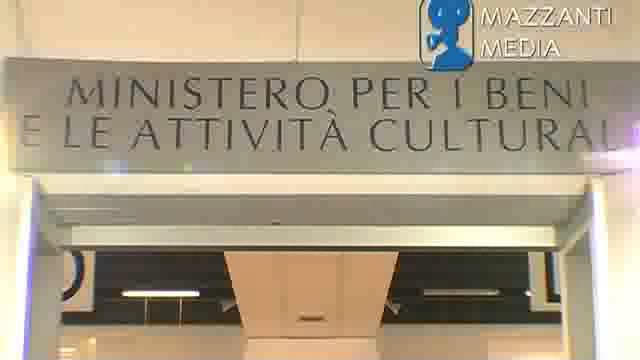 MAZZANTI
MEDIA
MINISTERO PER I BENI
E LE ATTIVITÀ CULTURAL